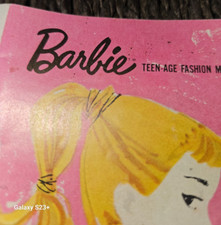 Barbie
TEEN-AGE FASHION M
Galaxy S23+